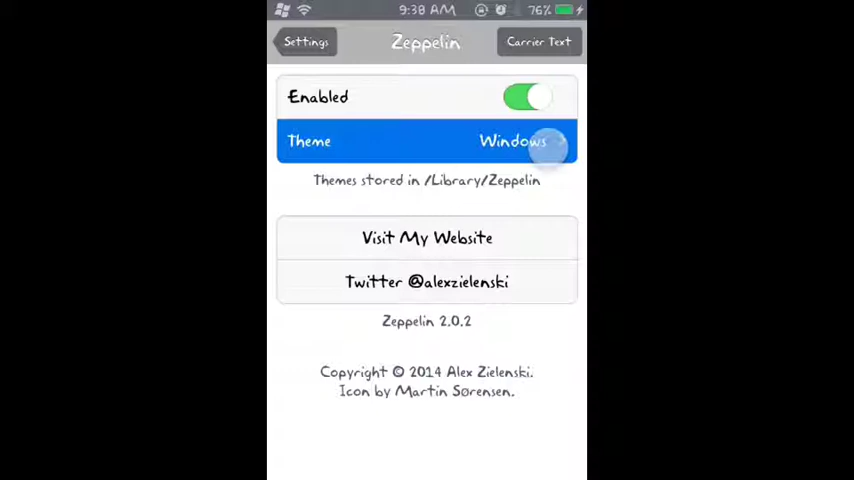 9:38 AM 76%
Settings Zeppelin Carrier Text
Enabled
Theme Windows
Themes stored in /Library/Zeppelin
Visit My Website
Twitter @alexzielenski
Zeppelin 2.0.2
Copyright © 2014 Alex Zielenski.
Icon by Martin Sørensen.